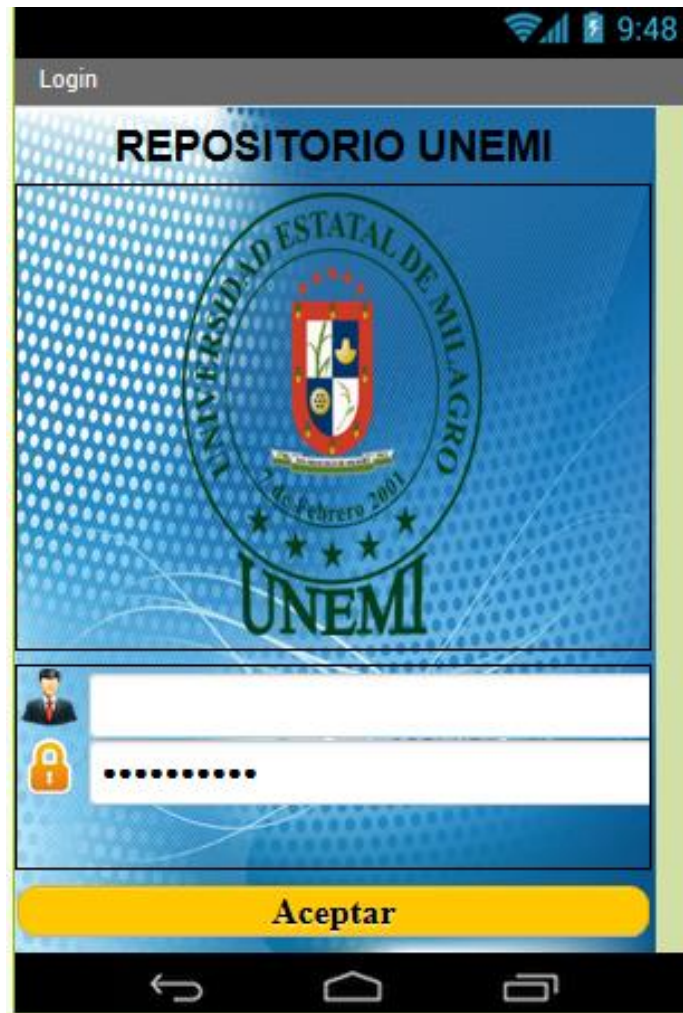 9:48
Login
REPOSITORIO UNEMI
UNIVERSIDAD ESTATAL DE MILAGRO
7 de Febrero 2001
UNEMI
••••••••••
Aceptar